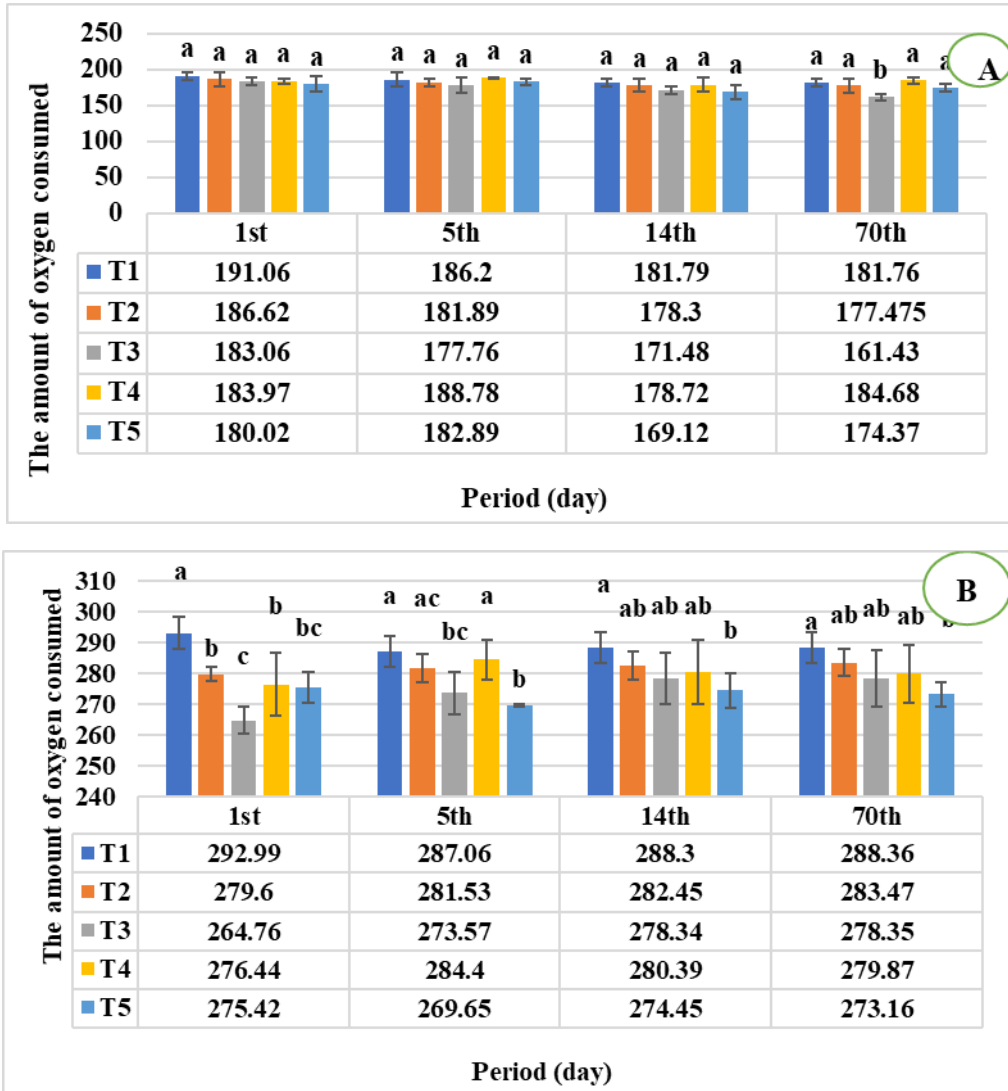 The amount of oxygen consumed
250
200
150
100
50
0
a a a a a
a a a a a
a a a a a
a a b a a
A
1st 5th 14th 70th
T1 191.06 186.2 181.79 181.76
T2 186.62 181.89 178.3 177.475
T3 183.06 177.76 171.48 161.43
T4 183.97 188.78 178.72 184.68
T5 180.02 182.89 169.12 174.37
Period (day)
The amount of oxygen consumed
310
300
290
280
270
260
250
240
a b c b bc
a ac bc a b
a ab ab ab b
a ab ab ab b
B
1st 5th 14th 70th
T1 292.99 287.06 288.3 288.36
T2 279.6 281.53 282.45 283.47
T3 264.76 273.57 278.34 278.35
T4 276.44 284.4 280.39 279.87
T5 275.42 269.65 274.45 273.16
Period (day)